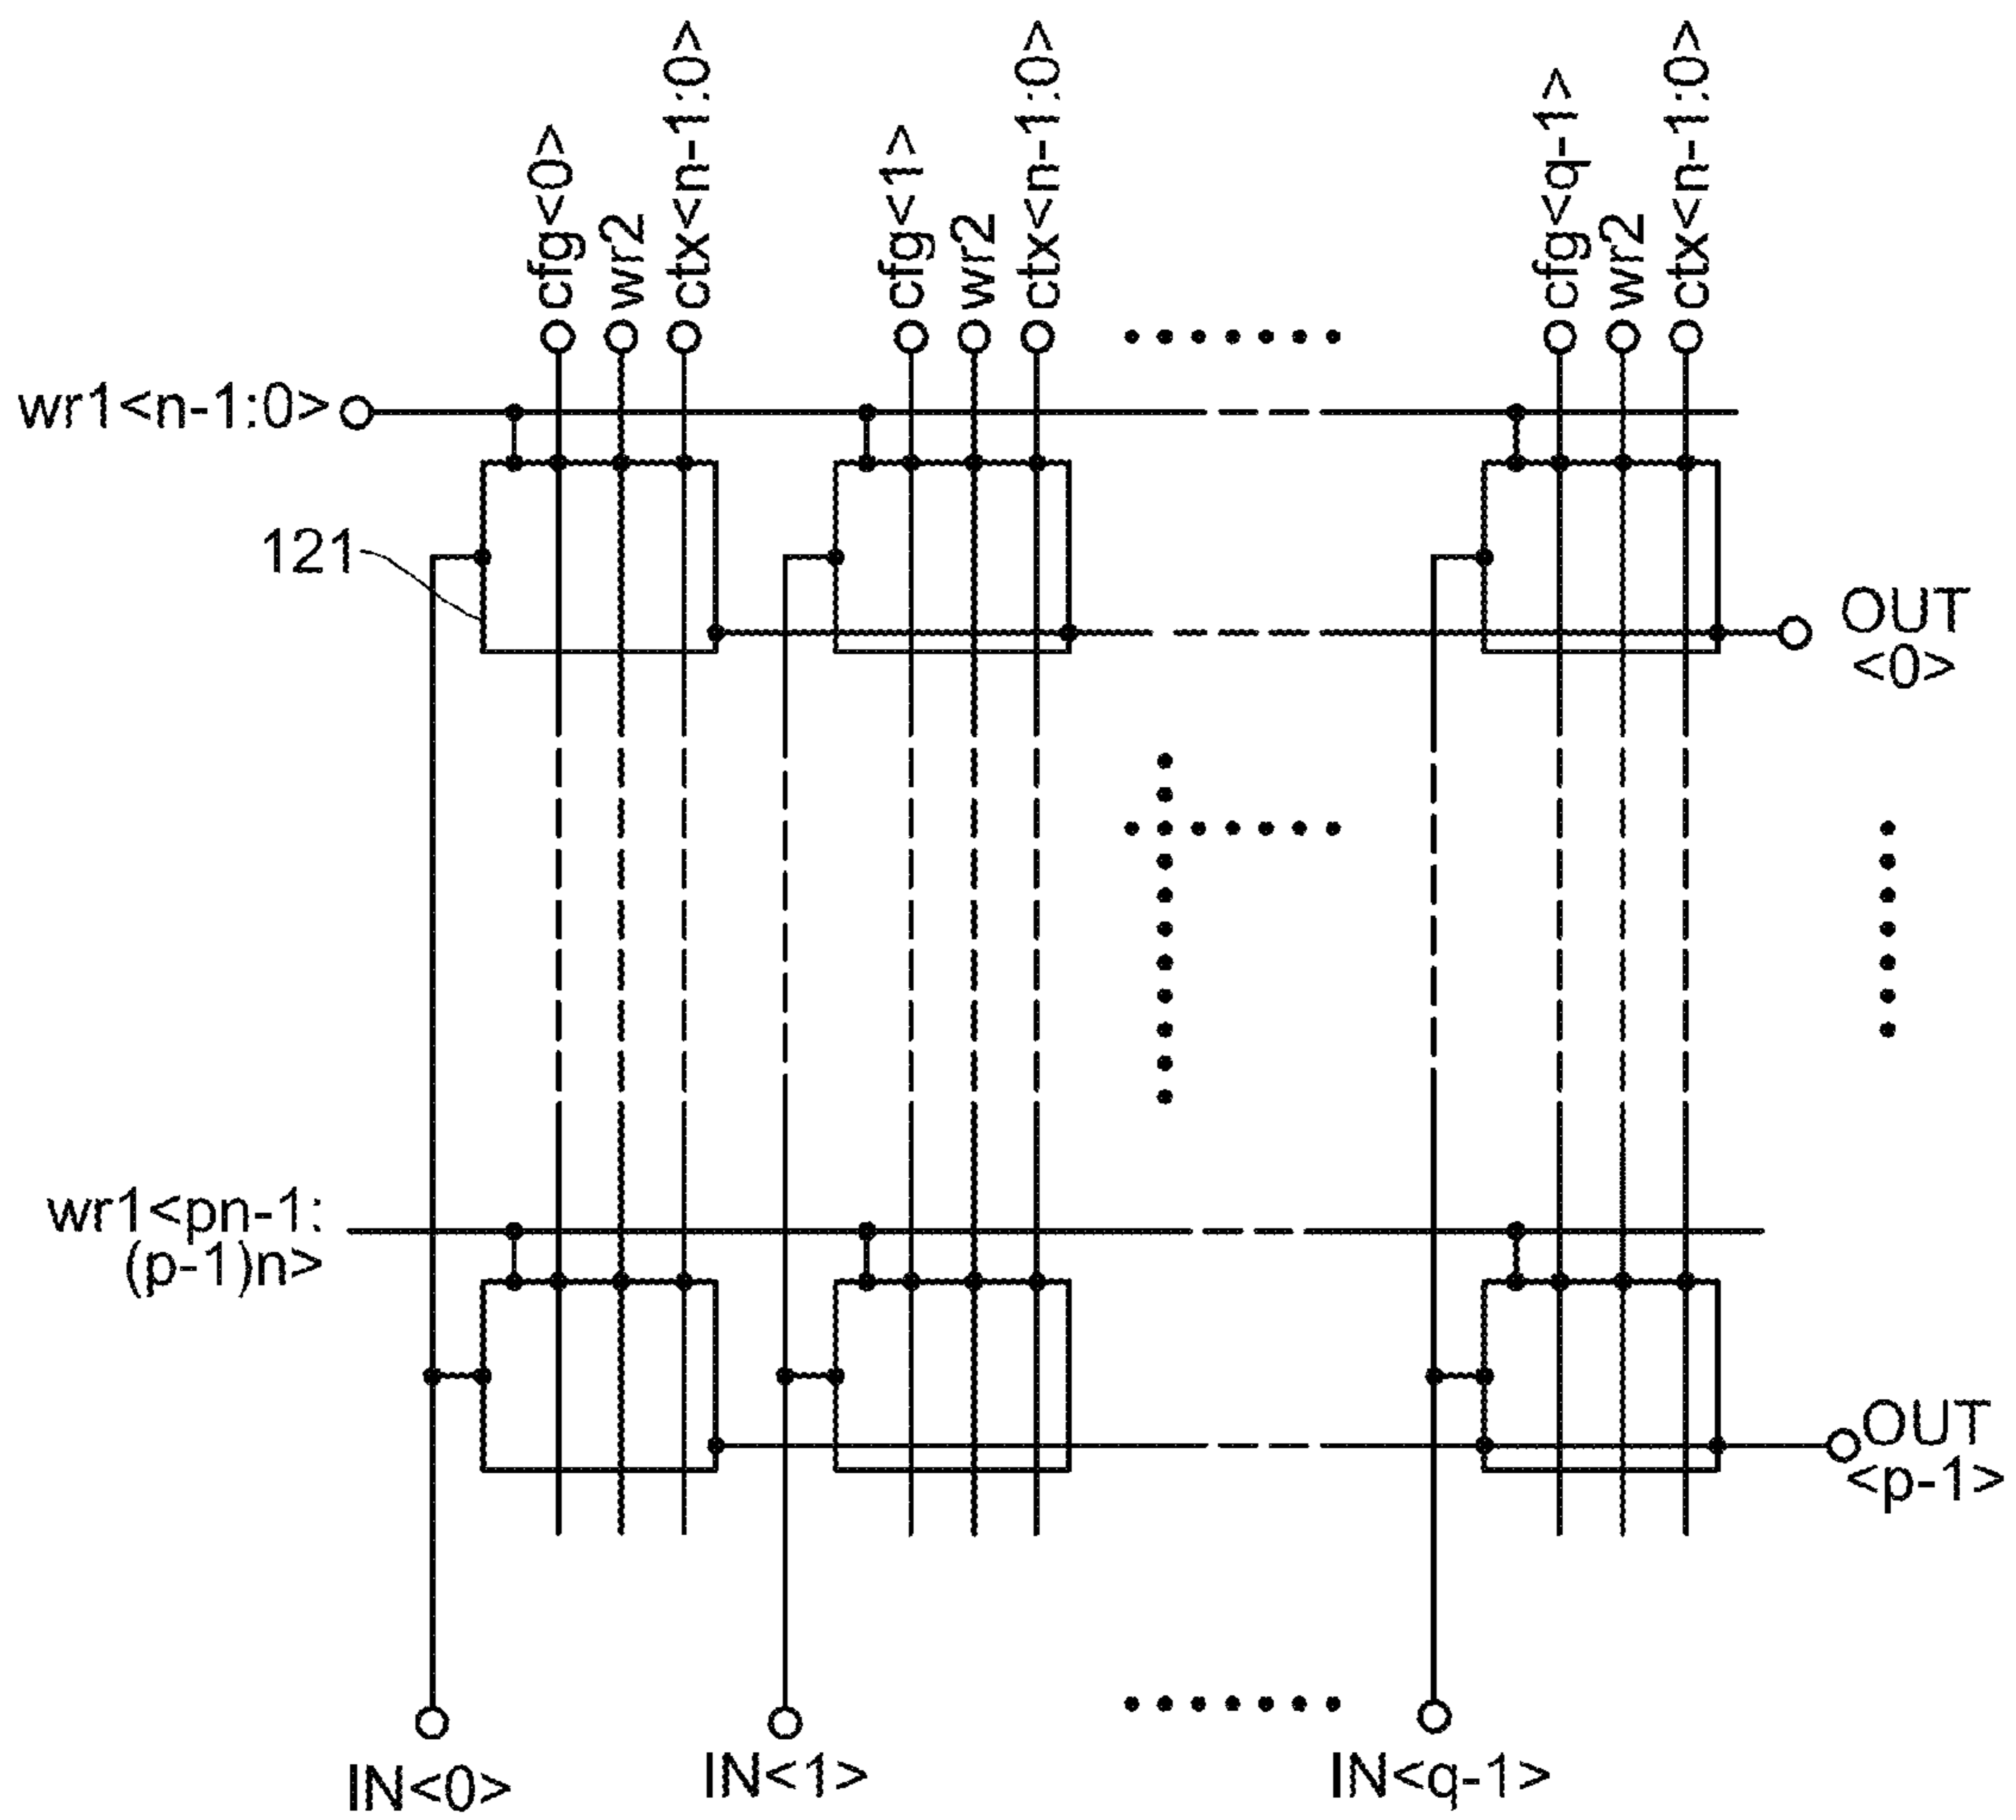 cfg<0>
wr2
ctx<n-1:0>
cfg<1>
wr2
ctx<n-1:0>
cfg<q-1>
wr2
ctx<n-1:0>
wr1<n-1:0>
121
OUT
<0>
wr1<pn-1:
(p-1)n>
OUT
<p-1>
IN<0>
IN<1>
IN<q-1>